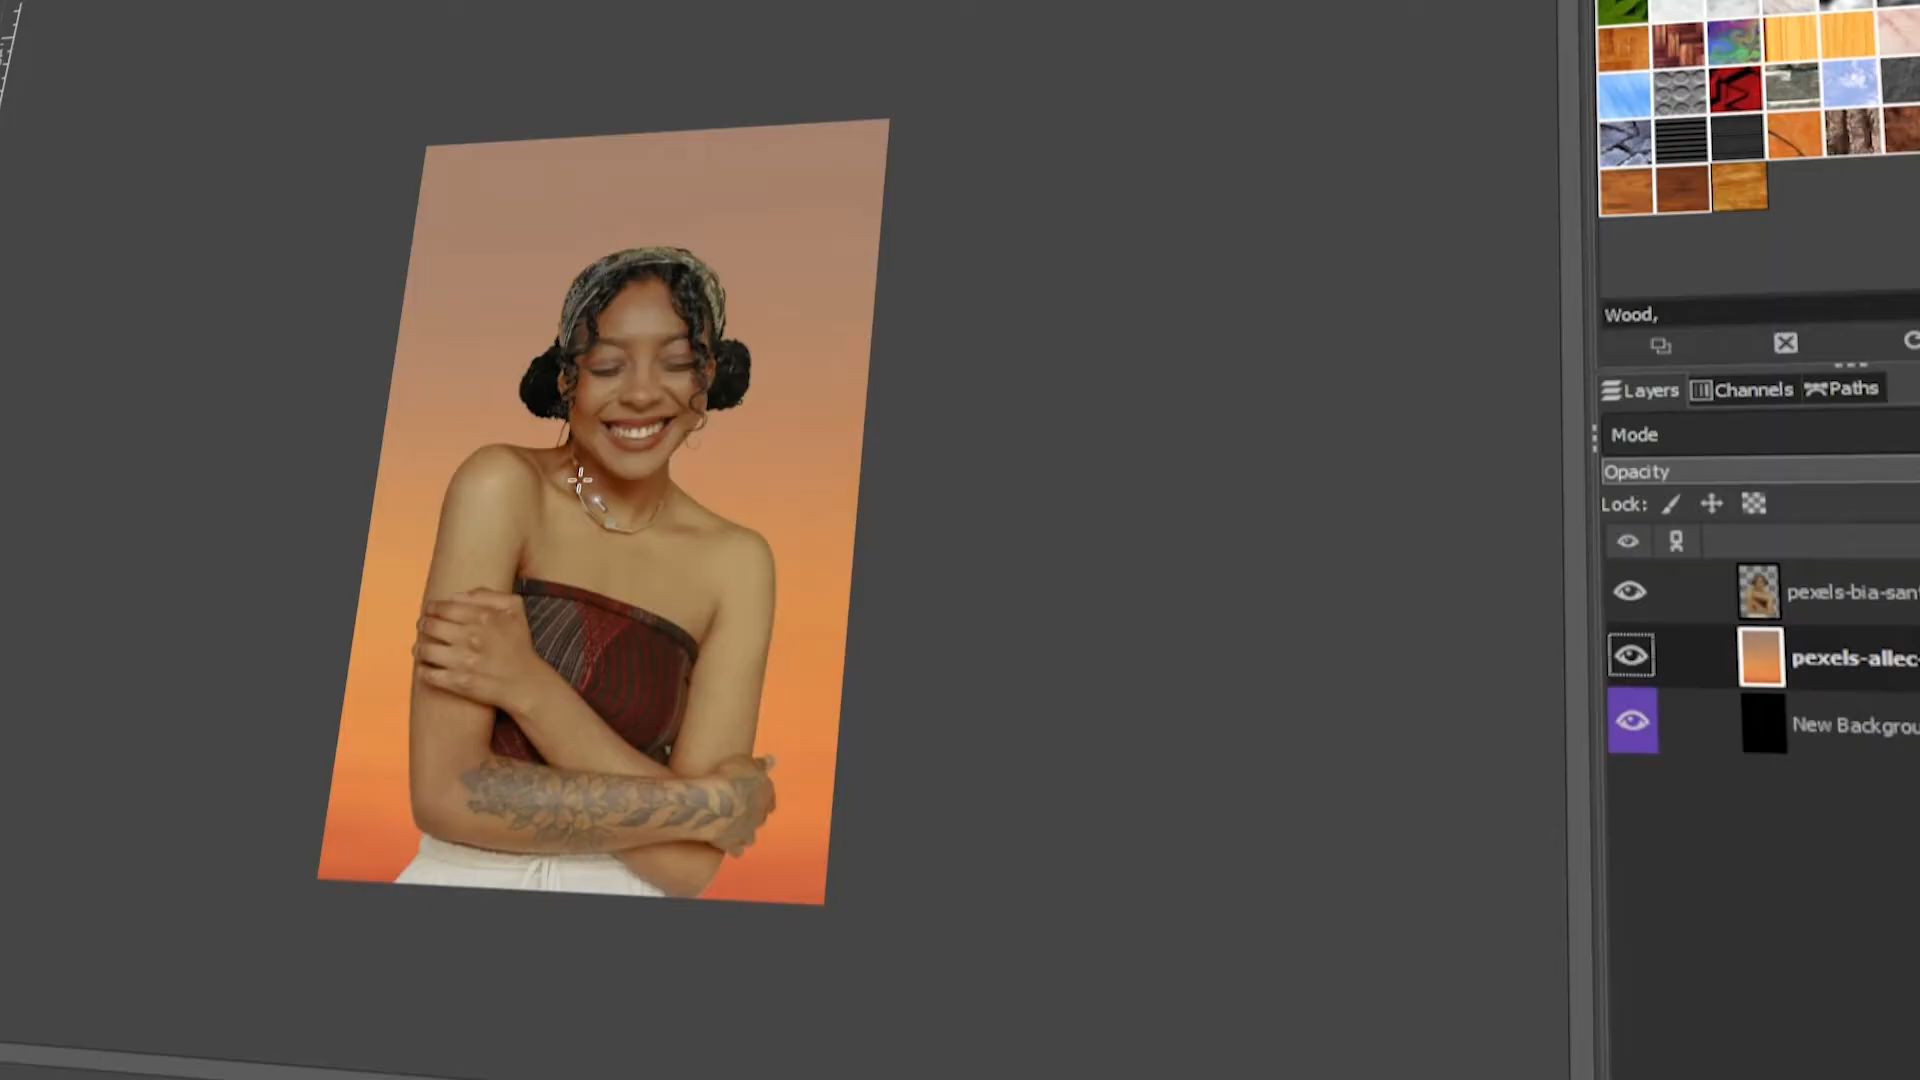 Wood,
Layers Channels Paths
Mode
Opacity
Lock:
pexels-bia-san
pexels-allec-
New Backgrou